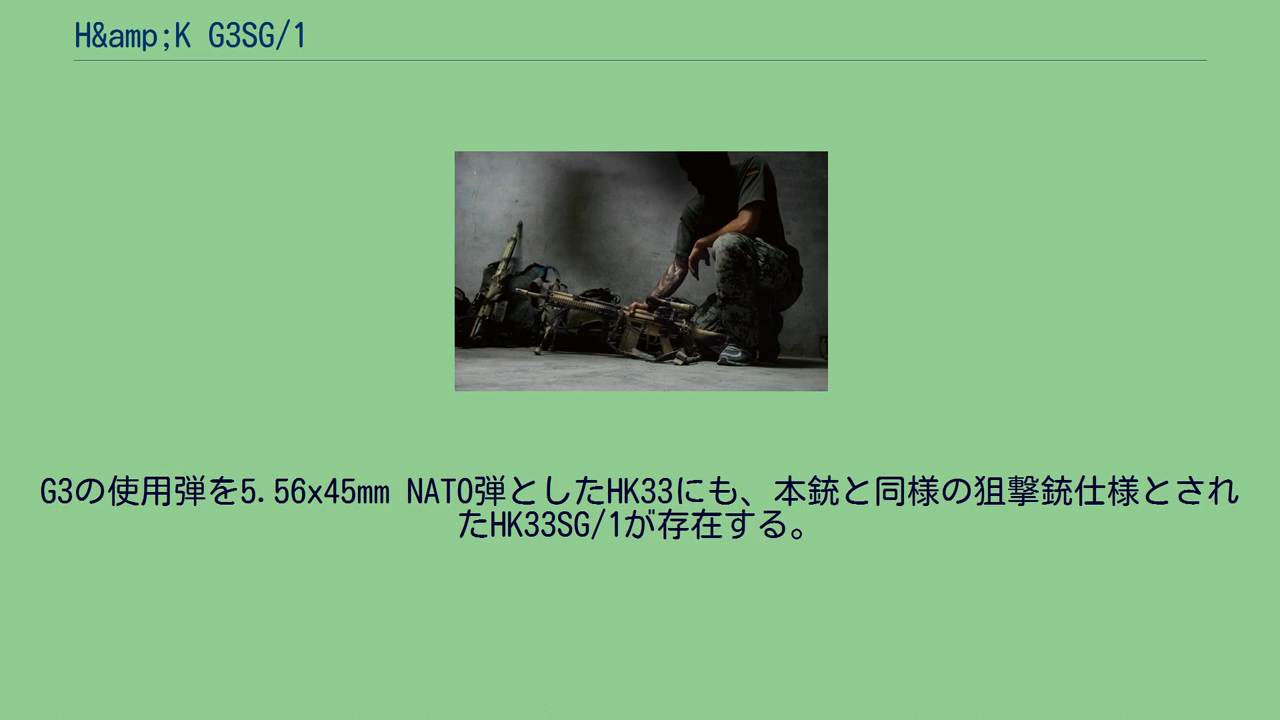 H&amp;K G3SG/1
G3の使用弾を5.56x45mm NATO弾としたHK33にも、本銃と同様の狙撃銃仕様とされ
たHK33SG/1が存在する。